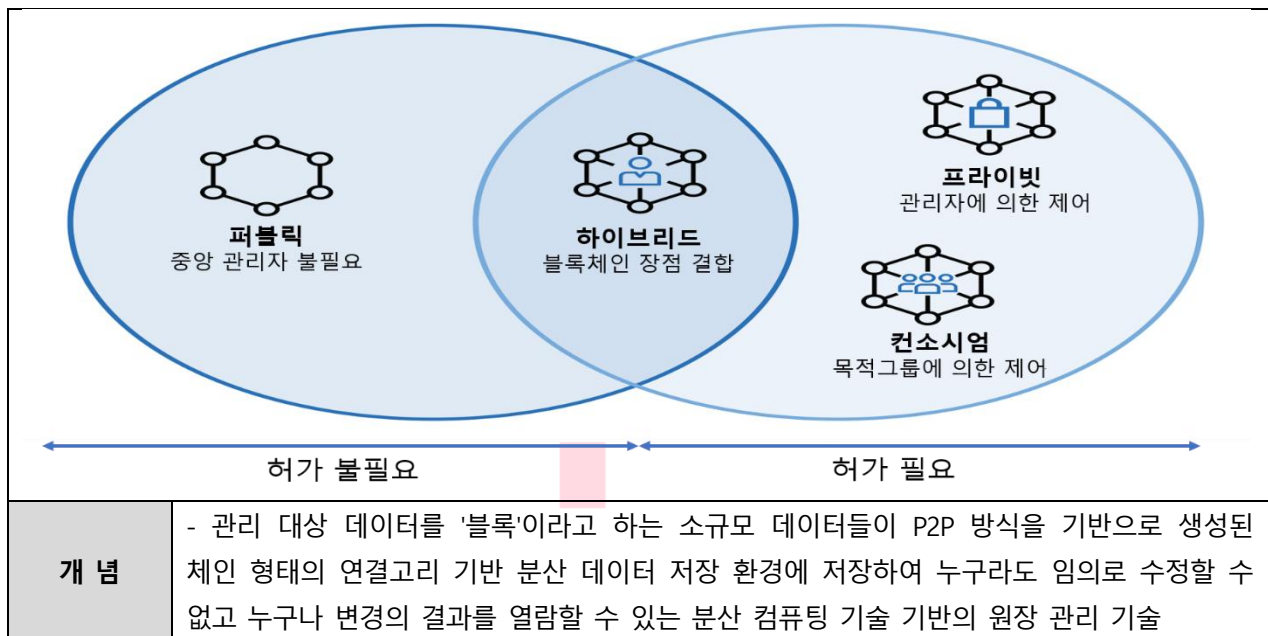 프라이빗
관리자에 의한 제어
퍼블릭
중앙 관리자 불필요
하이브리드
블록체인 장점 결합
컨소시엄
목적그룹에 의한 제어
허가 불필요
허가 필요
개 념
- 관리 대상 데이터를 '블록'이라고 하는 소규모 데이터들이 P2P 방식을 기반으로 생성된
체인 형태의 연결고리 기반 분산 데이터 저장 환경에 저장하여 누구라도 임의로 수정할 수
없고 누구나 변경의 결과를 열람할 수 있는 분산 컴퓨팅 기술 기반의 원장 관리 기술